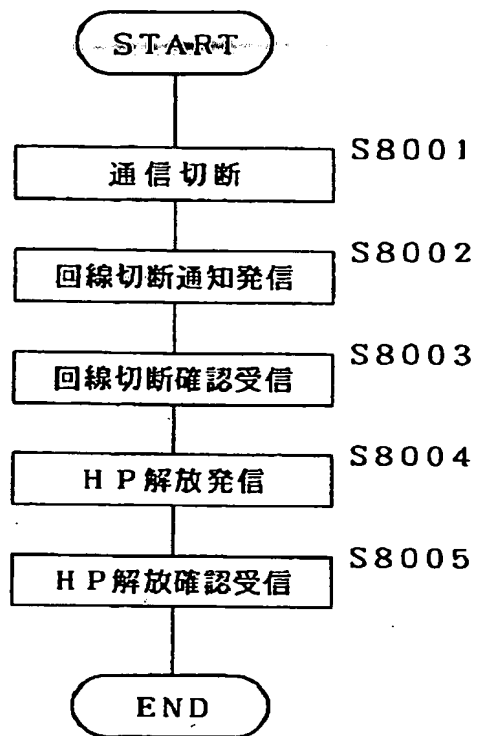 START
S8001
通信切断
S8002
回線切断通知発信
S8003
回線切断確認受信
S8004
HP解放発信
S8005
HP解放確認受信
END